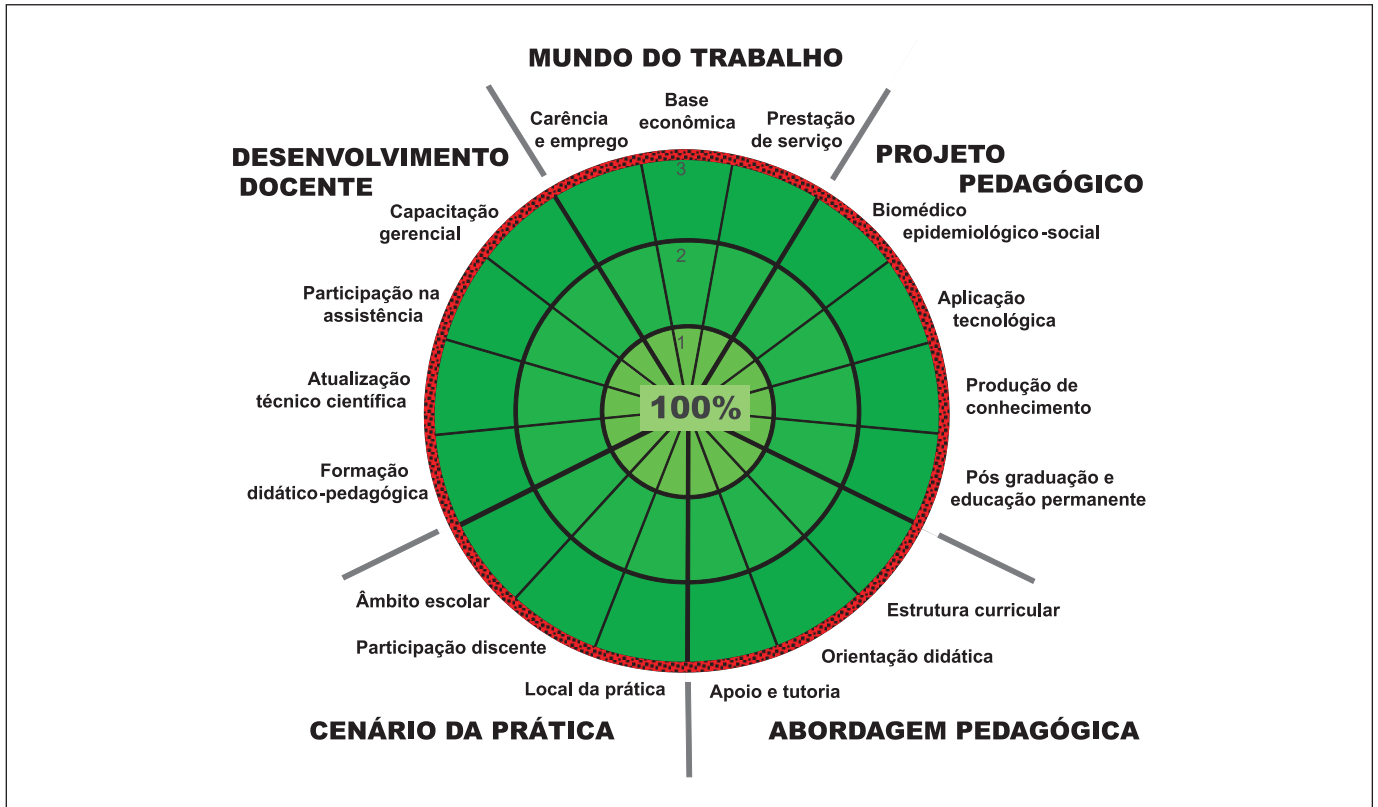 MUNDO DO TRABALHO
Carência
e emprego
Base
econômica
Prestação
de serviço
PROJETO
PEDAGÓGICO
Biomédico
epidemiológico-social
Aplicação
tecnológica
Produção de
conhecimento
Pós graduação e
educação permanente
Estrutura curricular
Orientação didática
Apoio e tutoria
ABORDAGEM PEDAGÓGICA
DESENVOLVIMENTO
DOCENTE
Capacitação
gerencial
Participação na
assistência
Atualização
técnico científica
Formação
didático-pedagógica
Âmbito escolar
Participação discente
Local da prática
CENÁRIO DA PRÁTICA
3
2
1
100%